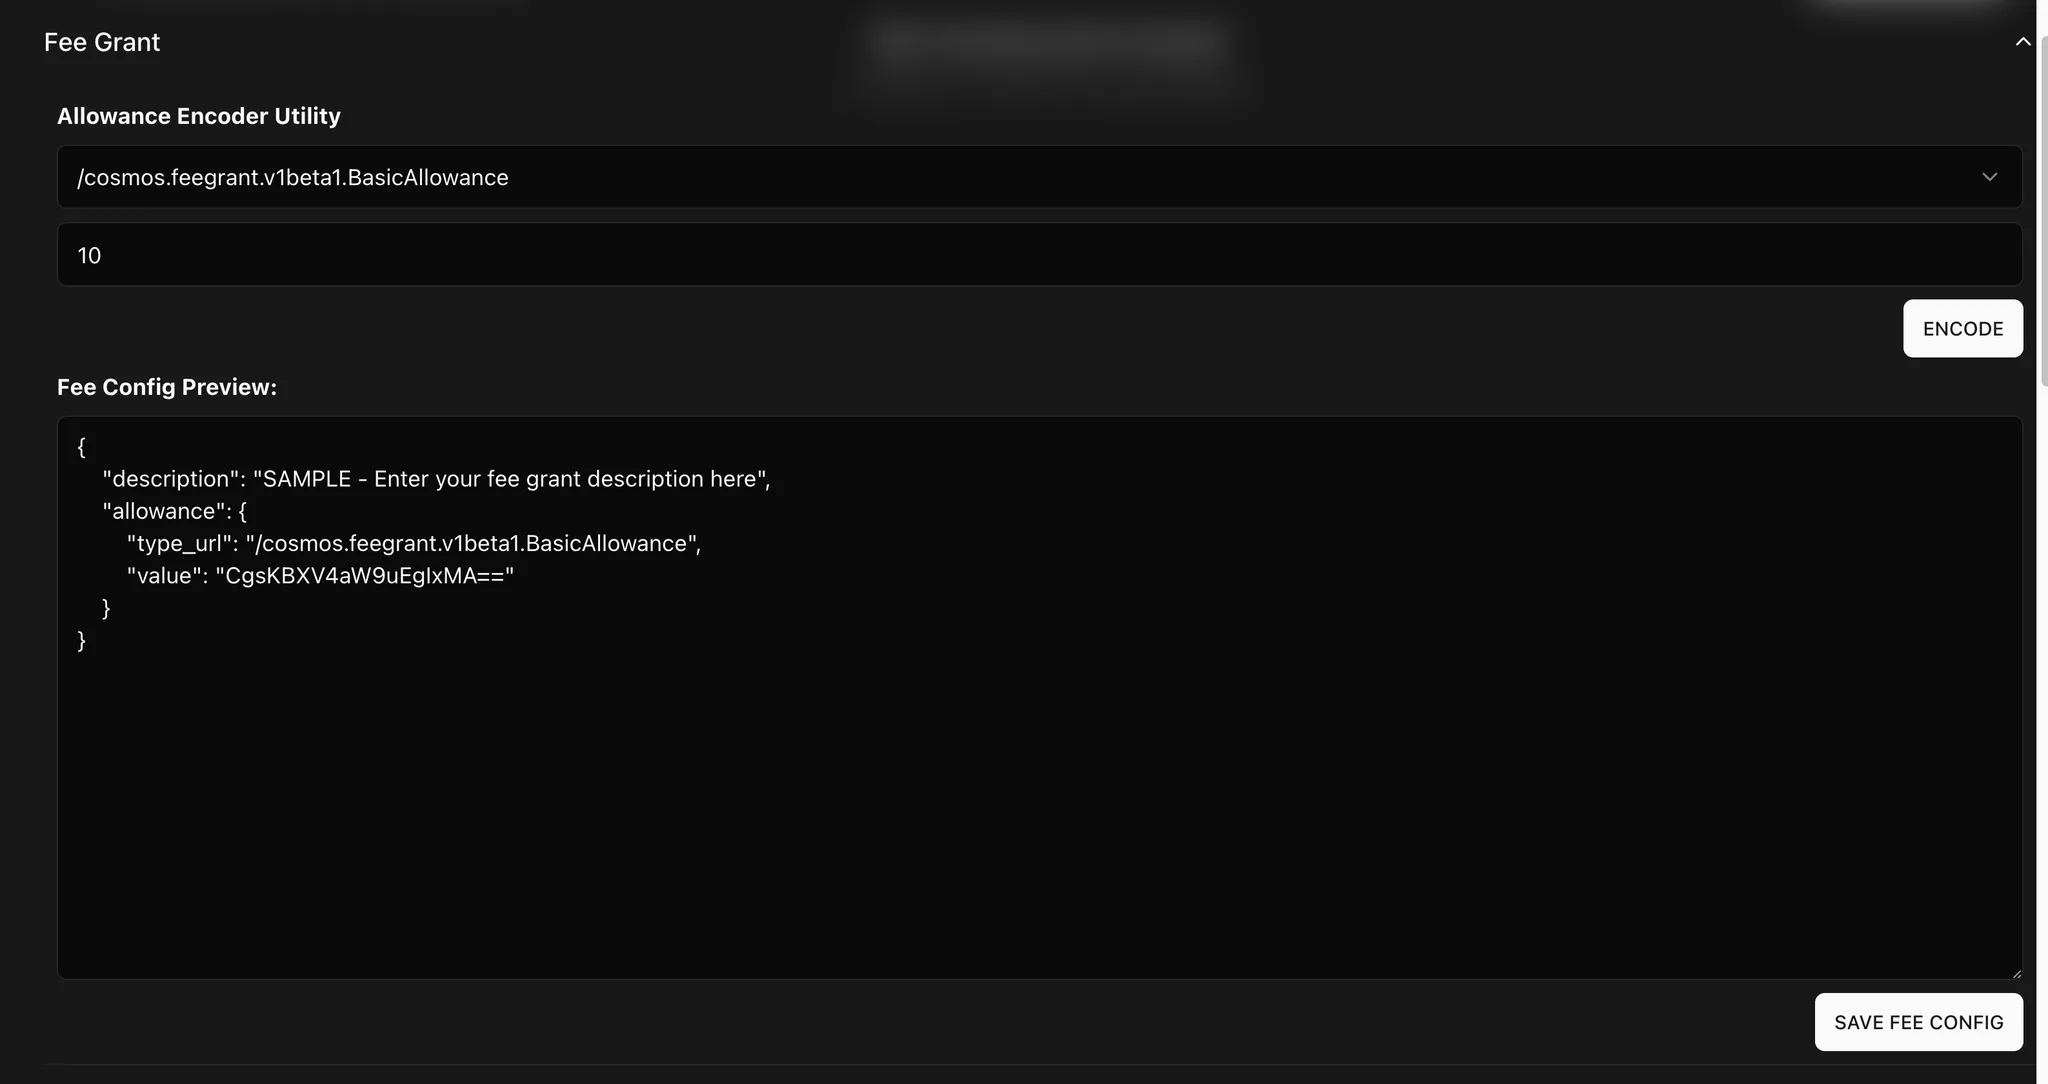 Fee Grant
Allowance Encoder Utility
/cosmos.feegrant.v1beta1.BasicAllowance
10
ENCODE
Fee Config Preview:
{
"description": "SAMPLE - Enter your fee grant description here",
"allowance": {
"type_url": "/cosmos.feegrant.v1beta1.BasicAllowance",
"value": "CgsKBXV4aW9uEgIxMA=="
}
}
SAVE FEE CONFIG